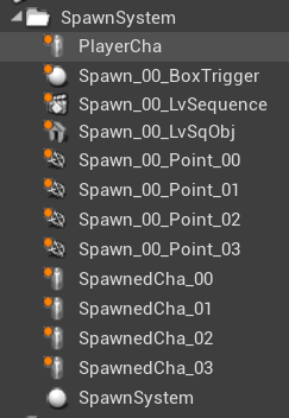 SpawnSystem
PlayerCha
Spawn_00_BoxTrigger
Spawn_00_LvSequence
Spawn_00_LvSqObj
Spawn_00_Point_00
Spawn_00_Point_01
Spawn_00_Point_02
Spawn_00_Point_03
SpawnedCha_00
SpawnedCha_01
SpawnedCha_02
SpawnedCha_03
SpawnSystem